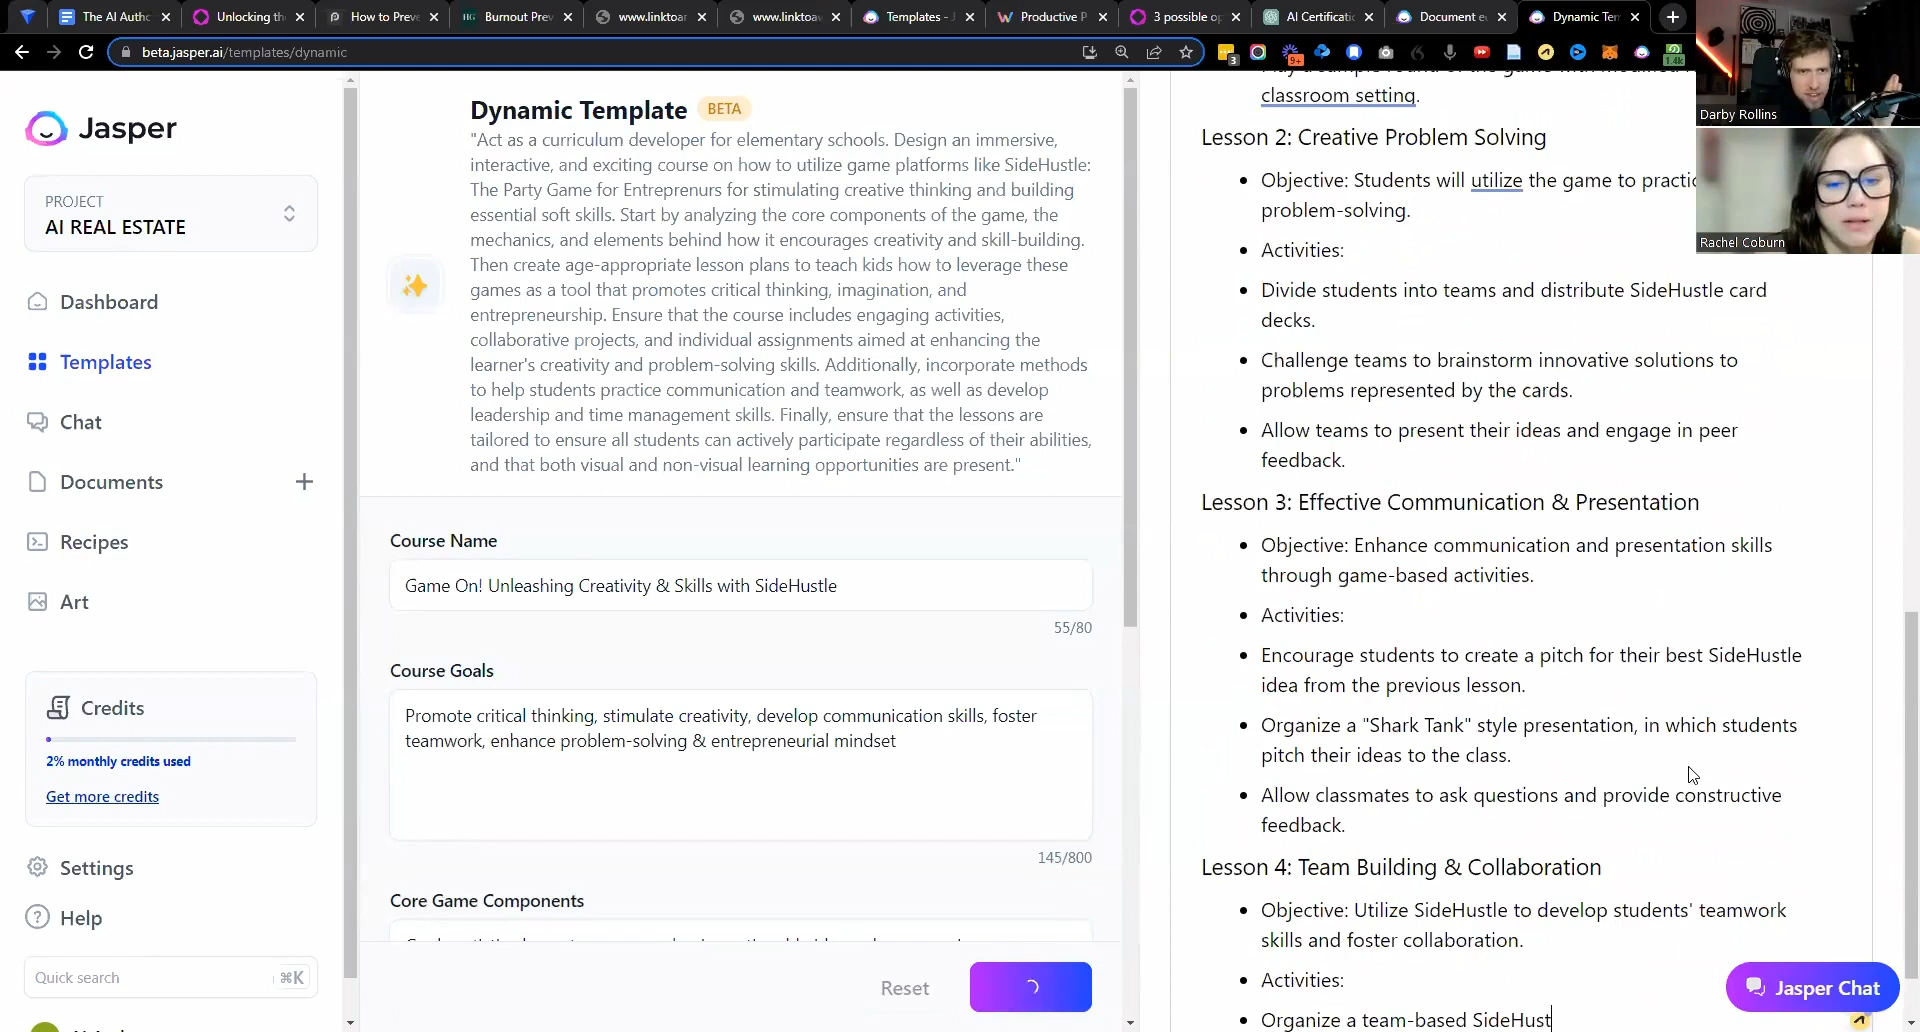 The AI Autho
Unlocking th
How to Preve
Burnout Prev
www.linktoar
www.linktoav
Templates - J
Productive P
3 possible op
AI Certificatic
Document e
Dynamic Tem
beta.jasper.ai/templates/dynamic
3
9+
1.4k
Jasper
PROJECT
AI REAL ESTATE
Dashboard
Templates
Chat
Documents
Recipes
Art
Credits
2% monthly credits used
Get more credits
Settings
Help
Quick search ⌘K
Dynamic Template BETA
"Act as a curriculum developer for elementary schools. Design an immersive,
interactive, and exciting course on how to utilize game platforms like SideHustle:
The Party Game for Entreprenurs for stimulating creative thinking and building
essential soft skills. Start by analyzing the core components of the game, the
mechanics, and elements behind how it encourages creativity and skill-building.
Then create age-appropriate lesson plans to teach kids how to leverage these
games as a tool that promotes critical thinking, imagination, and
entrepreneurship. Ensure that the course includes engaging activities,
collaborative projects, and individual assignments aimed at enhancing the
learner's creativity and problem-solving skills. Additionally, incorporate methods
to help students practice communication and teamwork, as well as develop
leadership and time management skills. Finally, ensure that the lessons are
tailored to ensure all students can actively participate regardless of their abilities,
and that both visual and non-visual learning opportunities are present."
Course Name
Game On! Unleashing Creativity & Skills with SideHustle
55/80
Course Goals
Promote critical thinking, stimulate creativity, develop communication skills, foster
teamwork, enhance problem-solving & entrepreneurial mindset
145/800
Core Game Components
Reset
classroom setting.
Lesson 2: Creative Problem Solving
• Objective: Students will utilize the game to practic
problem-solving.
• Activities:
• Divide students into teams and distribute SideHustle card
decks.
• Challenge teams to brainstorm innovative solutions to
problems represented by the cards.
• Allow teams to present their ideas and engage in peer
feedback.
Lesson 3: Effective Communication & Presentation
• Objective: Enhance communication and presentation skills
through game-based activities.
• Activities:
• Encourage students to create a pitch for their best SideHustle
idea from the previous lesson.
• Organize a "Shark Tank" style presentation, in which students
pitch their ideas to the class.
• Allow classmates to ask questions and provide constructive
feedback.
Lesson 4: Team Building & Collaboration
• Objective: Utilize SideHustle to develop students' teamwork
skills and foster collaboration.
• Activities:
• Organize a team-based SideHust
Jasper Chat
Darby Rollins
Rachel Coburn